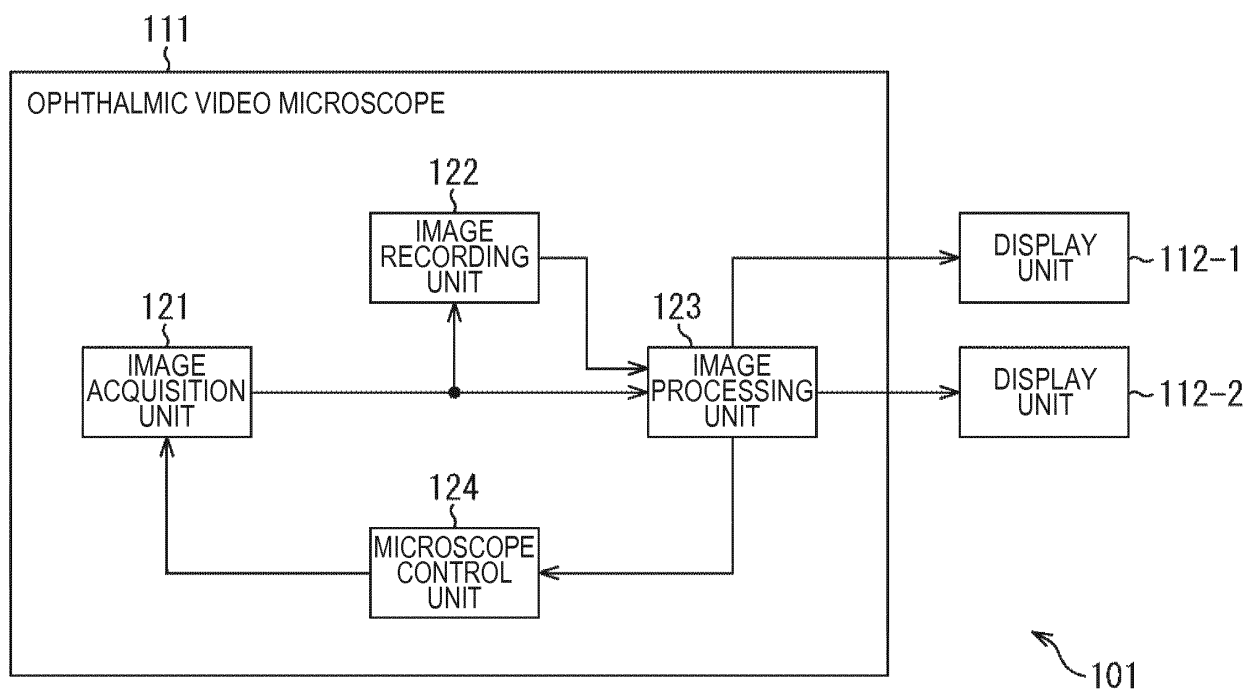 111
OPHTHALMIC VIDEO MICROSCOPE
122
IMAGE
RECORDING
UNIT
DISPLAY
UNIT
112-1
121
IMAGE
ACQUISITION
UNIT
123
IMAGE
PROCESSING
UNIT
DISPLAY
UNIT
112-2
124
MICROSCOPE
CONTROL
UNIT
101